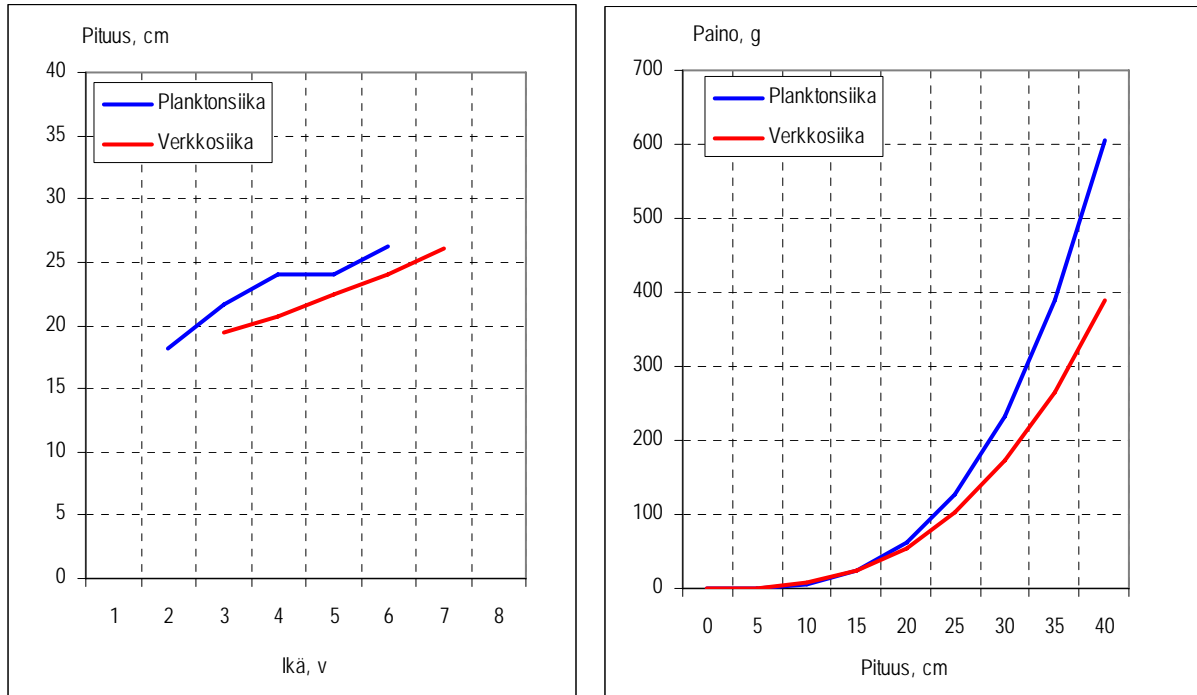 Pituus, cm
40
35
30
25
20
15
10
5
0
Planktonsiika
Verkkosiika
1 2 3 4 5 6 7 8
Ikä, v
Paino, g
700
600
500
400
300
200
100
0
Planktonsiika
Verkkosiika
0 5 10 15 20 25 30 35 40
Pituus, cm